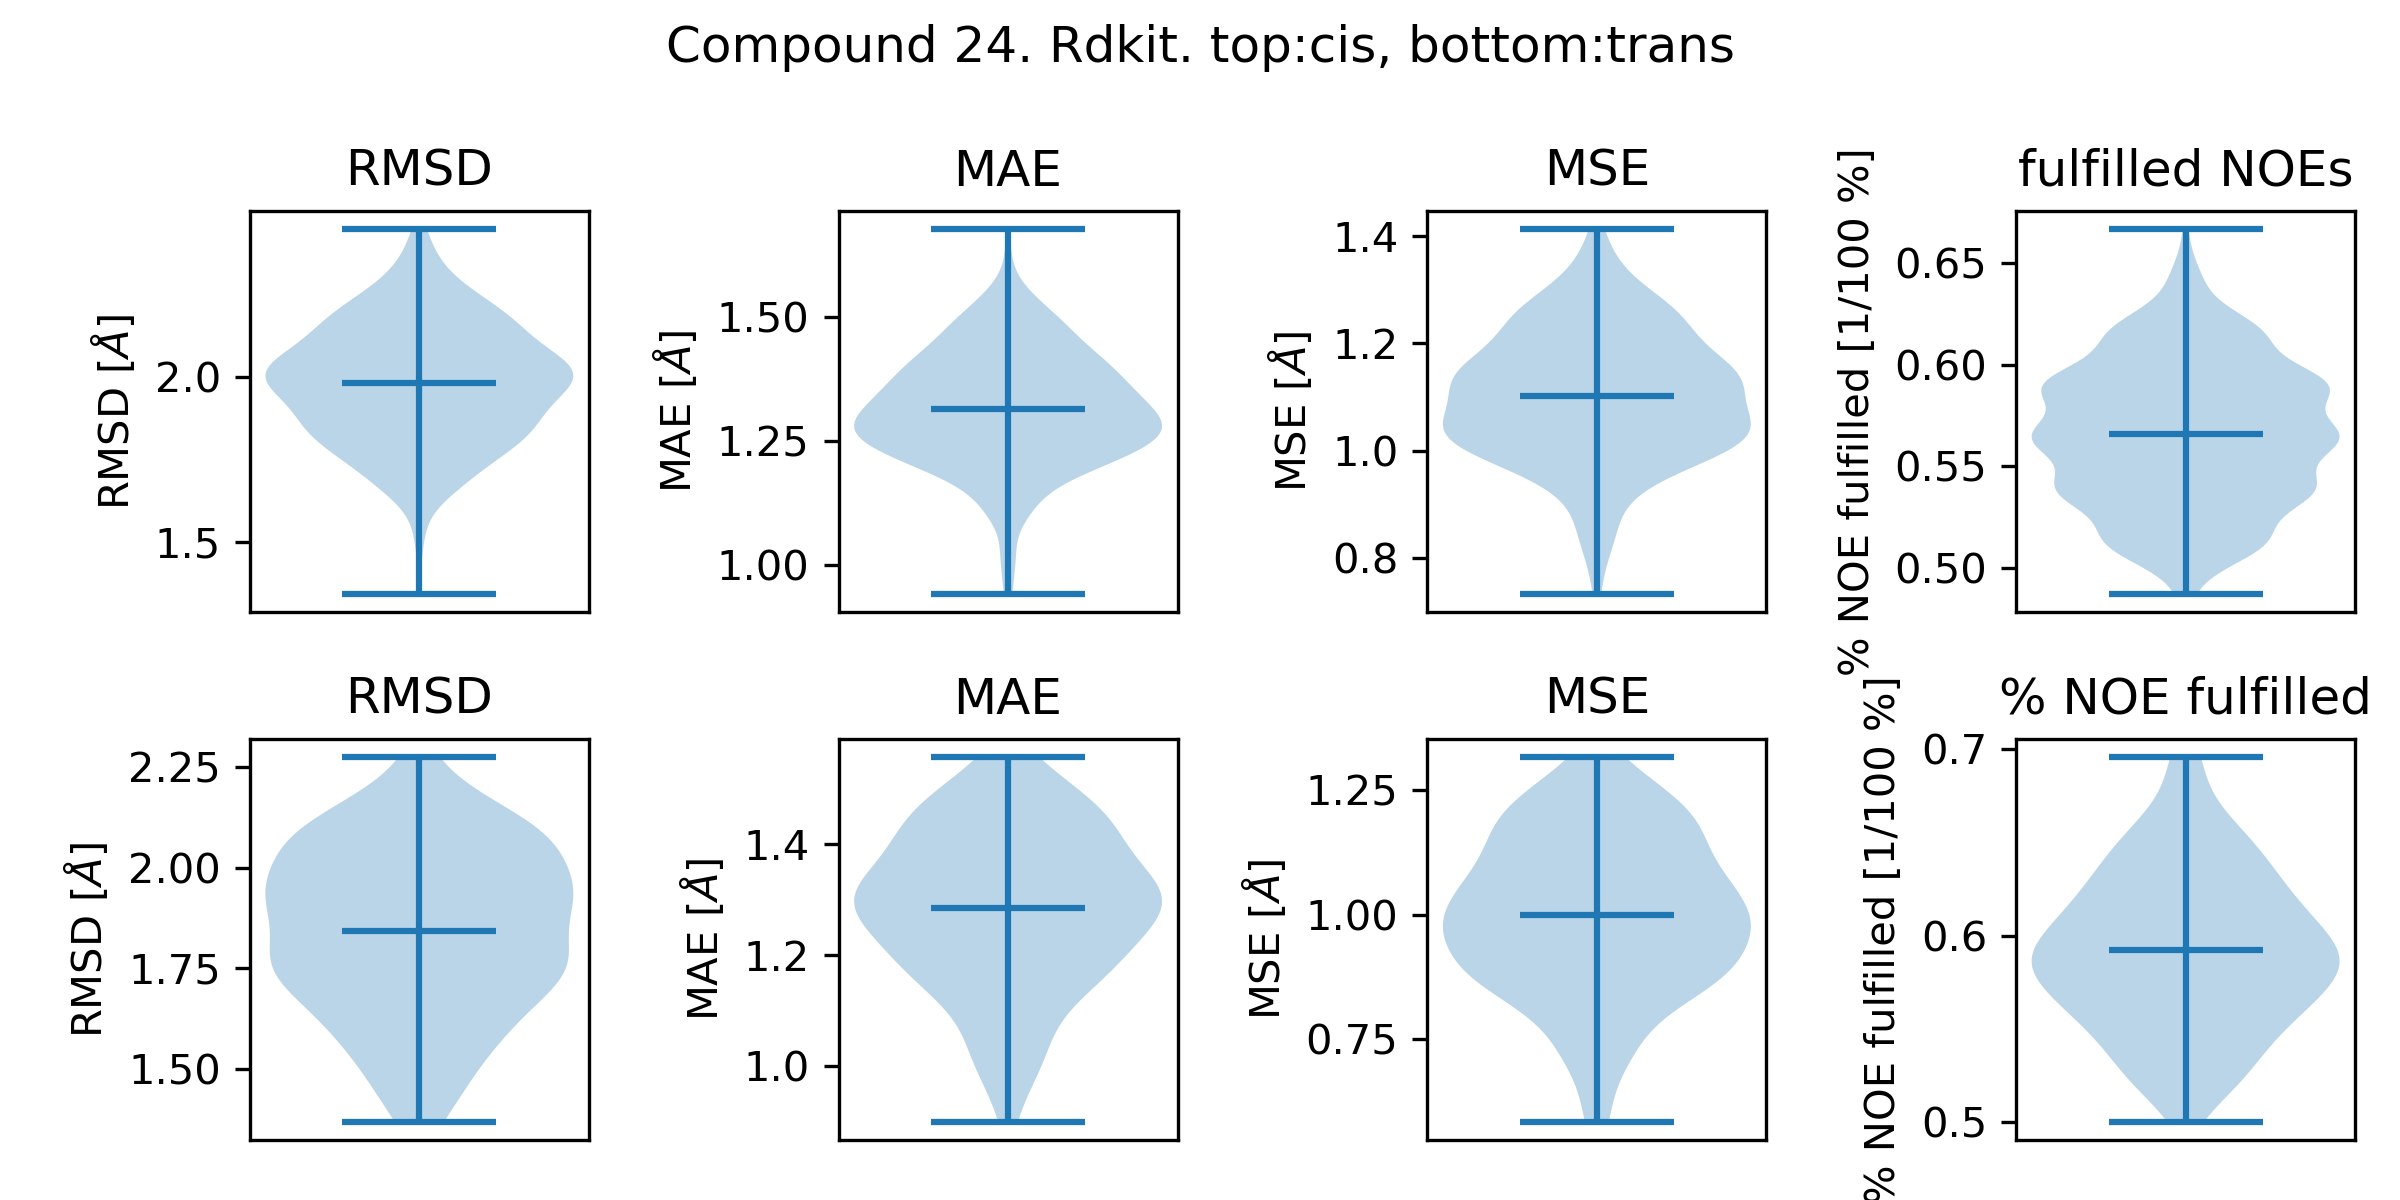 Compound 24. Rdkit. top:cis, bottom:trans
RMSD
RMSD [Å]
2.0
1.5
MAE
MAE [Å]
1.50
1.25
1.00
MSE
MSE [Å]
1.4
1.2
1.0
0.8
fulfilled NOEs
% NOE fulfilled [1/100 %]
0.65
0.60
0.55
0.50
RMSD
RMSD [Å]
2.25
2.00
1.75
1.50
MAE
MAE [Å]
1.4
1.2
1.0
MSE
MSE [Å]
1.25
1.00
0.75
% NOE fulfilled
% NOE fulfilled [1/100 %]
0.7
0.6
0.5